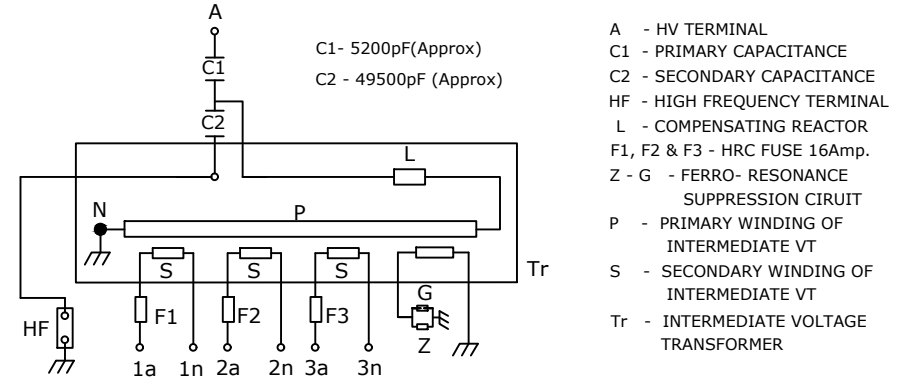 A
C1- 5200pF(Approx)
C1
C2 - 49500pF (Approx)
C2
L
N
P
S
S
S
Tr
F1
F2
F3
G
HF
Z
1a 1n 2a 2n 3a 3n
A - HV TERMINAL
C1 - PRIMARY CAPACITANCE
C2 - SECONDARY CAPACITANCE
HF - HIGH FREQUENCY TERMINAL
L - COMPENSATING REACTOR
F1, F2 & F3 - HRC FUSE 16Amp.
Z - G - FERRO- RESONANCE
SUPPRESSION CIRUIT
P - PRIMARY WINDING OF
INTERMEDIATE VT
S - SECONDARY WINDING OF
INTERMEDIATE VT
Tr - INTERMEDIATE VOLTAGE
TRANSFORMER